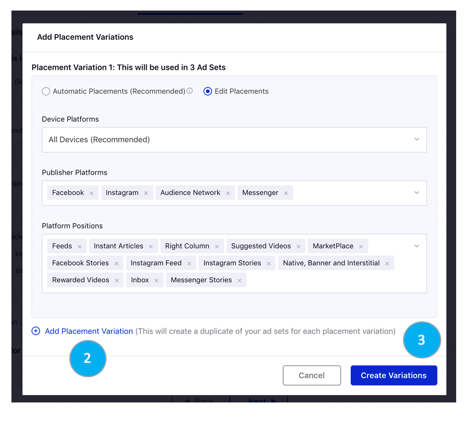 Add Placement Variations
Placement Variation 1: This will be used in 3 Ad Sets
Automatic Placements (Recommended) Edit Placements
Device Platforms
All Devices (Recommended)
Publisher Platforms
Facebook × Instagram × Audience Network × Messenger ×
Platform Positions
Feeds × Instant Articles × Right Column × Suggested Videos × MarketPlace ×
Facebook Stories × Instagram Feed × Instagram Stories × Native, Banner and Interstitial ×
Rewarded Videos × Inbox × Messenger Stories ×
Add Placement Variation (This will create a duplicate of your ad sets for each placement variation)
2
3
Cancel Create Variations
Back Next